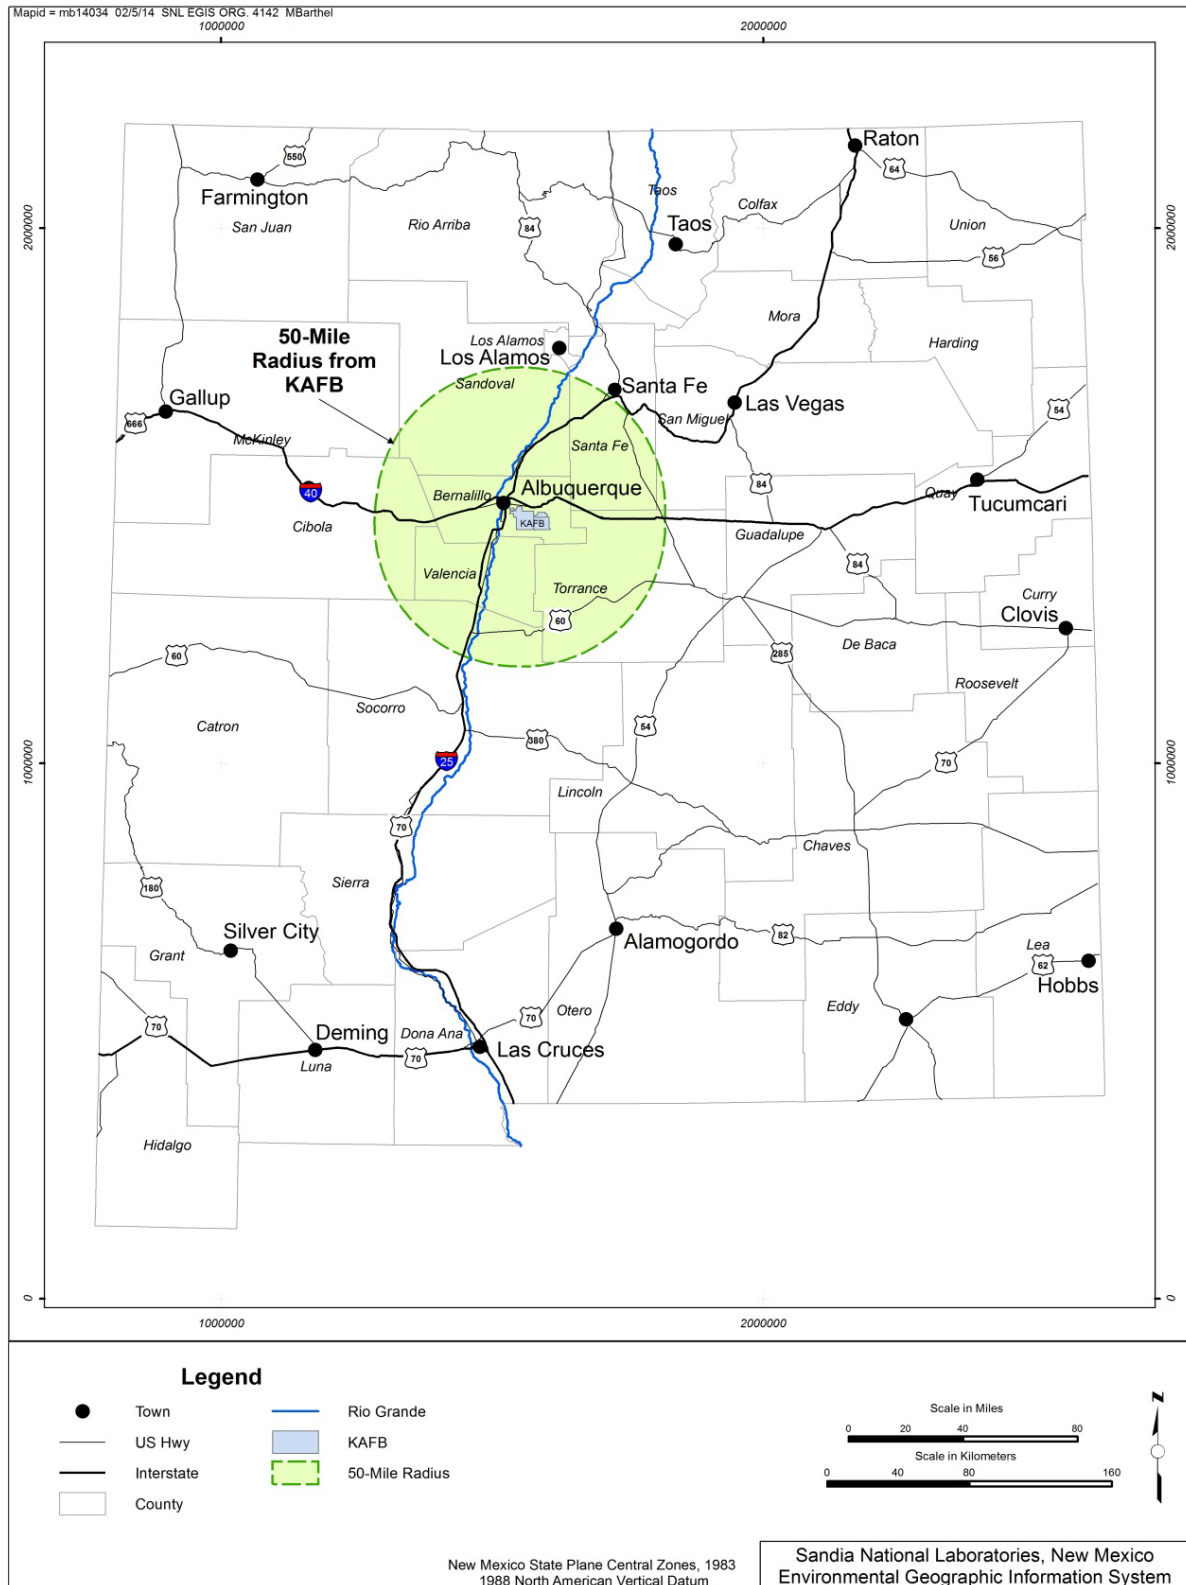 Mapid = mb14034 02/5/14 SNL EGIS ORG. 4142 MBarthel
1000000
2000000
Raton
550
64
Farmington
San Juan
Rio Arriba
84
Taos
Taos
Colfax
Union
2000000
2000000
56
50-Mile
Radius from
KAFB
Los Alamos
Los Alamos
Mora
Harding
Sandoval
Santa Fe
Gallup
Las Vegas
54
666
McKinley
San Miguel
Santa Fe
40
Cibola
Bernalillo
Albuquerque
84
Quay
Tucumcari
KAFB
Guadalupe
Valencia
Torrance
84
Curry
Clovis
60
60
285
De Baca
Roosevelt
Socorro
Catron
54
380
1000000
1000000
25
70
Lincoln
70
Chaves
180
Sierra
Silver City
Alamogordo
82
Grant
Lea
62
Hobbs
70
Deming
Dona Ana
70
Otero
Eddy
Las Cruces
70
Luna
Hidalgo
0
0
1000000
2000000
Legend
Town
Rio Grande
US Hwy
KAFB
Interstate
50-Mile Radius
County
Scale in Miles
0 20 40 80
Scale in Kilometers
0 40 80 160
N
New Mexico State Plane Central Zones, 1983
1988 North American Vertical Datum
Sandia National Laboratories, New Mexico
Environmental Geographic Information System